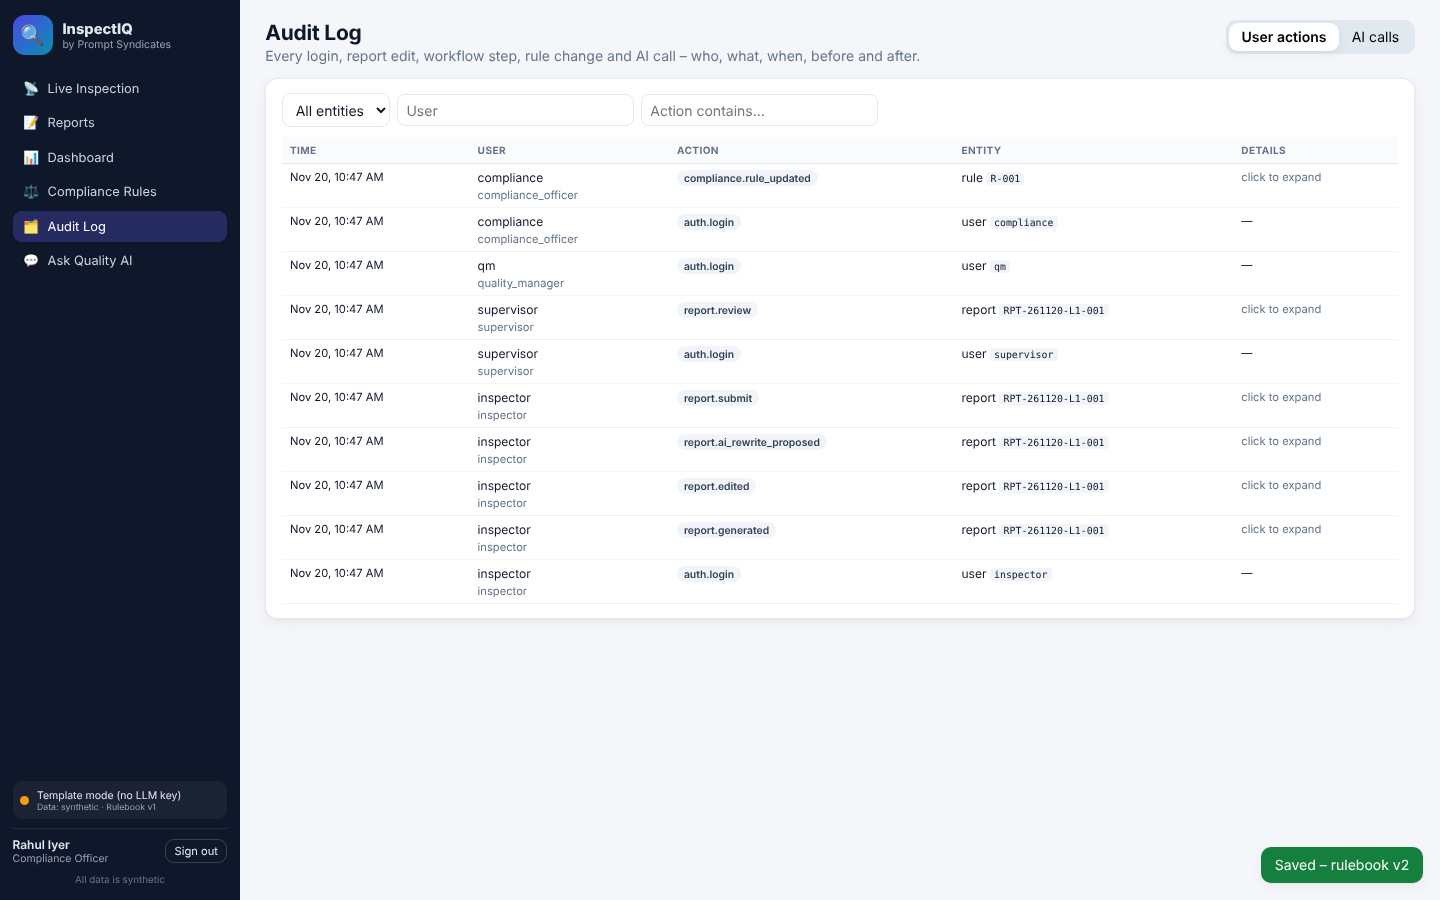 InspectIQ
by Prompt Syndicates
Live Inspection
Reports
Dashboard
Compliance Rules
Audit Log
Ask Quality AI
Template mode (no LLM key)
Data: synthetic · Rulebook v1
Rahul Iyer
Compliance Officer
Sign out
All data is synthetic
Audit Log
Every login, report edit, workflow step, rule change and AI call – who, what, when, before and after.
User actions AI calls
All entities User Action contains...
TIME USER ACTION ENTITY DETAILS
Nov 20, 10:47 AM compliance compliance.rule_updated rule R-001 click to expand
compliance_officer
Nov 20, 10:47 AM compliance auth.login user compliance —
compliance_officer
Nov 20, 10:47 AM qm auth.login user qm —
quality_manager
Nov 20, 10:47 AM supervisor report.review report RPT-261120-L1-001 click to expand
supervisor
Nov 20, 10:47 AM supervisor auth.login user supervisor —
supervisor
Nov 20, 10:47 AM inspector report.submit report RPT-261120-L1-001 click to expand
inspector
Nov 20, 10:47 AM inspector report.ai_rewrite_proposed report RPT-261120-L1-001 click to expand
inspector
Nov 20, 10:47 AM inspector report.edited report RPT-261120-L1-001 click to expand
inspector
Nov 20, 10:47 AM inspector report.generated report RPT-261120-L1-001 click to expand
inspector
Nov 20, 10:47 AM inspector auth.login user inspector —
inspector
Saved – rulebook v2